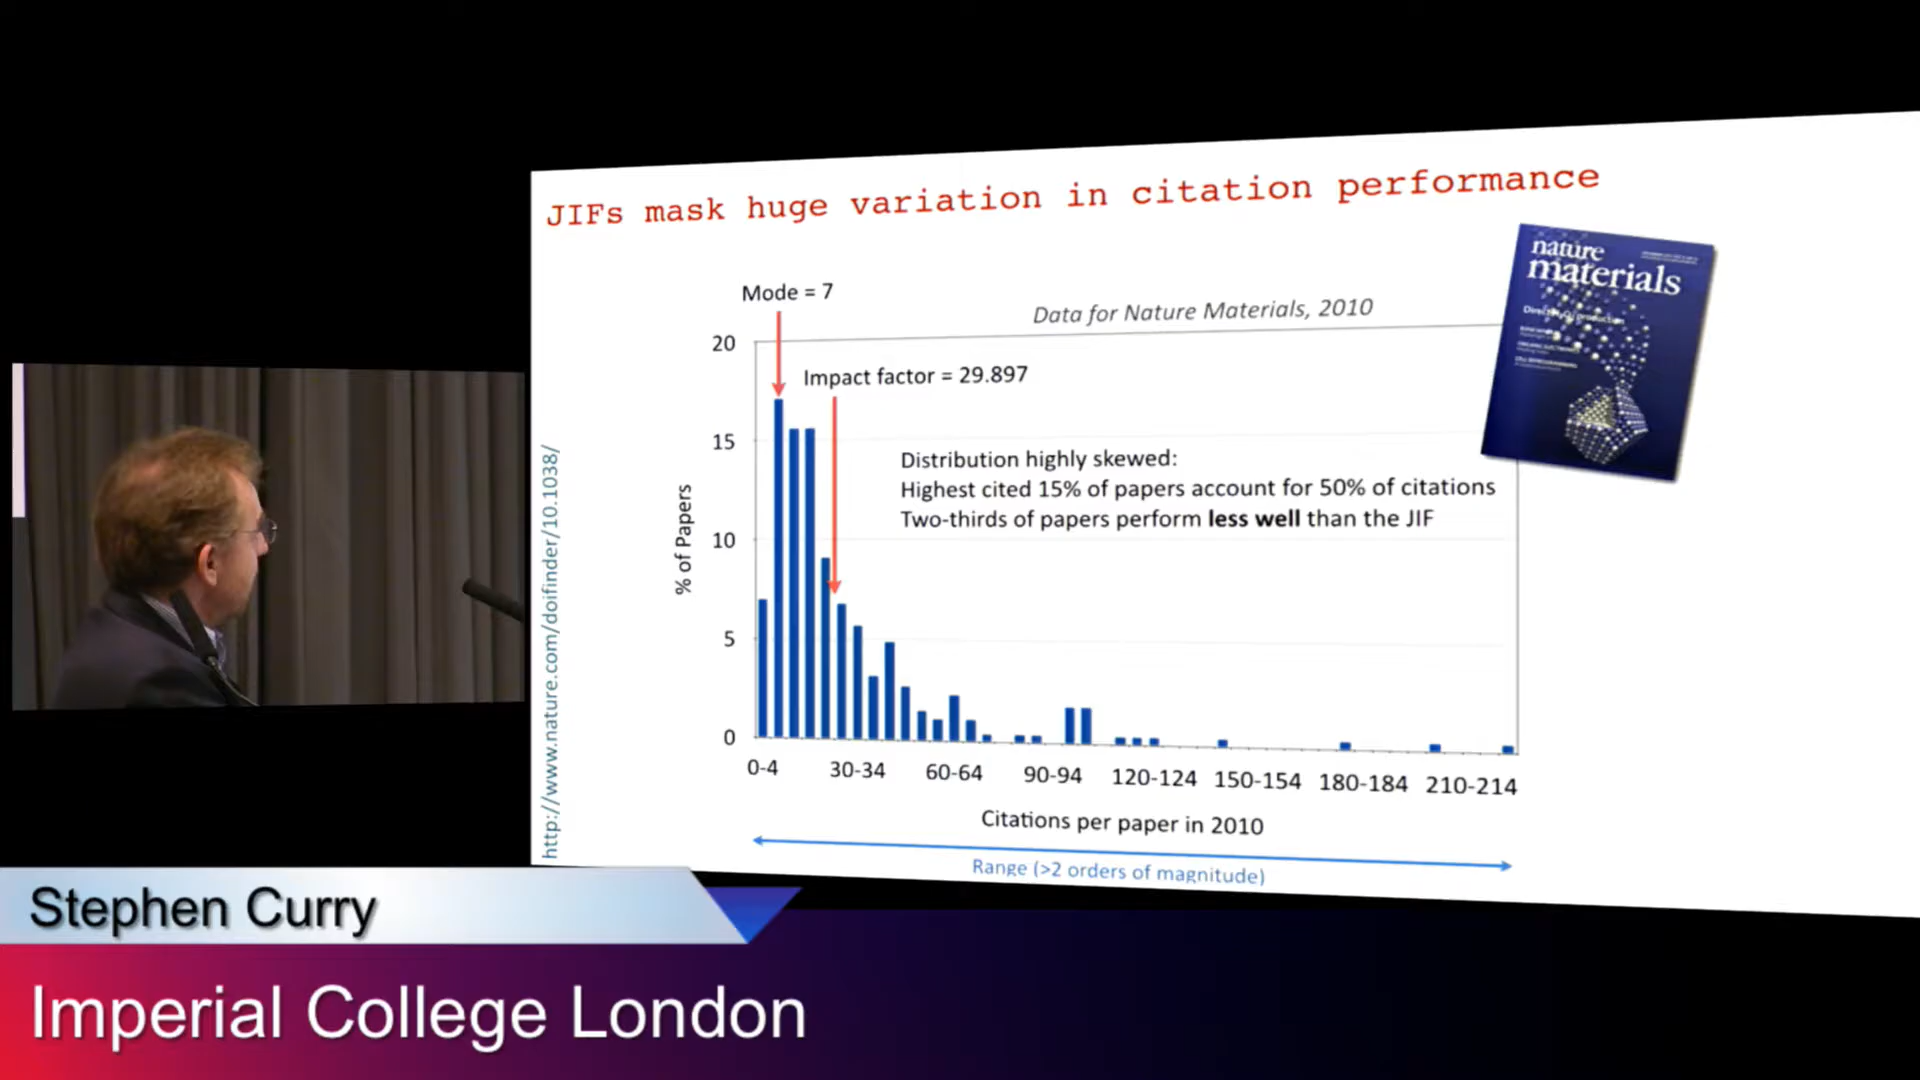 JIFs mask huge variation in citation performance
nature
materials
Mode = 7
Data for Nature Materials, 2010
Impact factor = 29.897
Distribution highly skewed:
Highest cited 15% of papers account for 50% of citations
Two-thirds of papers perform less well than the JIF
% of Papers
20
15
10
5
0
0-4 30-34 60-64 90-94 120-124 150-154 180-184 210-214
Citations per paper in 2010
Range (>2 orders of magnitude)
http://www.nature.com/doifinder/10.1038/
Stephen Curry
Imperial College London